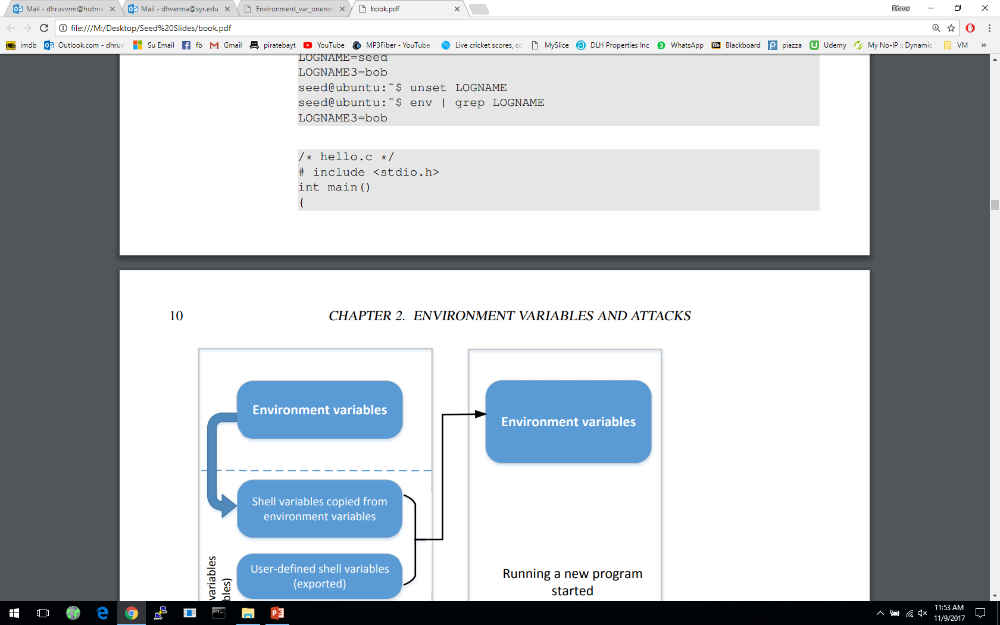 Mail - dhruvvrm@hotma
Mail - dhverma@syr.edu
Environment_var_onenot
book.pdf
Dhruv
file:///M:/Desktop/Seed%20Slides/book.pdf
imdb
Outlook.com - dhruv
Su Email
fb
Gmail
piratebayt
YouTube
MP3Fiber - YouTube
Live cricket scores, co
MySlice
DLH Properties Inc
WhatsApp
Blackboard
piazza
Udemy
My No-IP :: Dynamic
VM
»
LOGNAME=seed
LOGNAME3=bob
seed@ubuntu:~$ unset LOGNAME
seed@ubuntu:~$ env | grep LOGNAME
LOGNAME3=bob
/* hello.c */
# include <stdio.h>
int main()
{
10
CHAPTER 2. ENVIRONMENT VARIABLES AND ATTACKS
Environment variables
Environment variables
Shell variables copied from
environment variables
User-defined shell variables
(exported)
variables
bles)
Running a new program
started
11:53 AM
11/9/2017